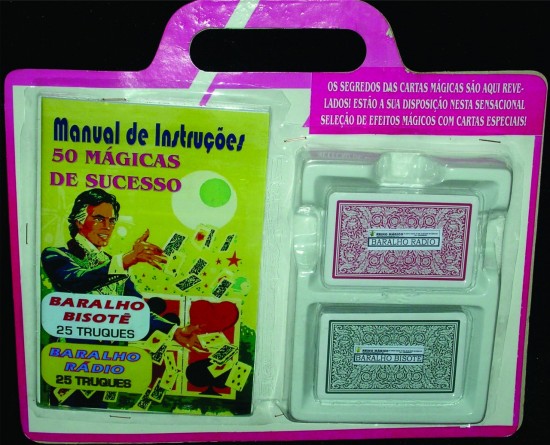 OS SEGREDOS DAS CARTAS MÁGICAS SÃO AQUI REVE-
LADOS! ESTÃO A SUA DISPOSIÇÃO NESTA SENSACIONAL
SELEÇÃO DE EFEITOS MÁGICOS COM CARTAS ESPECIAIS!
Manual de Instruções
50 MÁGICAS
DE SUCESSO
BARALHO
BISOTÊ
25 TRUQUES
BARALHO
RÁDIO
25 TRUQUES
BARALHO RADIO
BARALHO BISOTE